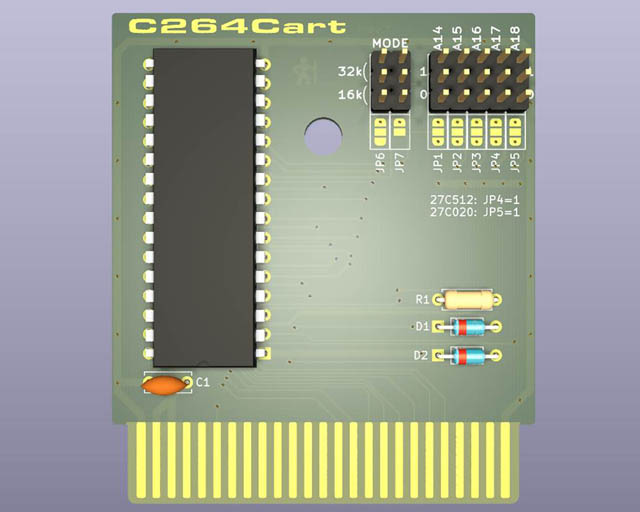 C264Cart
MODE
A14 A15 A16 A17 A18
32k( 1 1
16k( 0
JP6 JP7 JP1 JP2 JP3 JP4 JP5
27C512: JP4=1
27C020: JP5=1
R1
D1
D2
C1